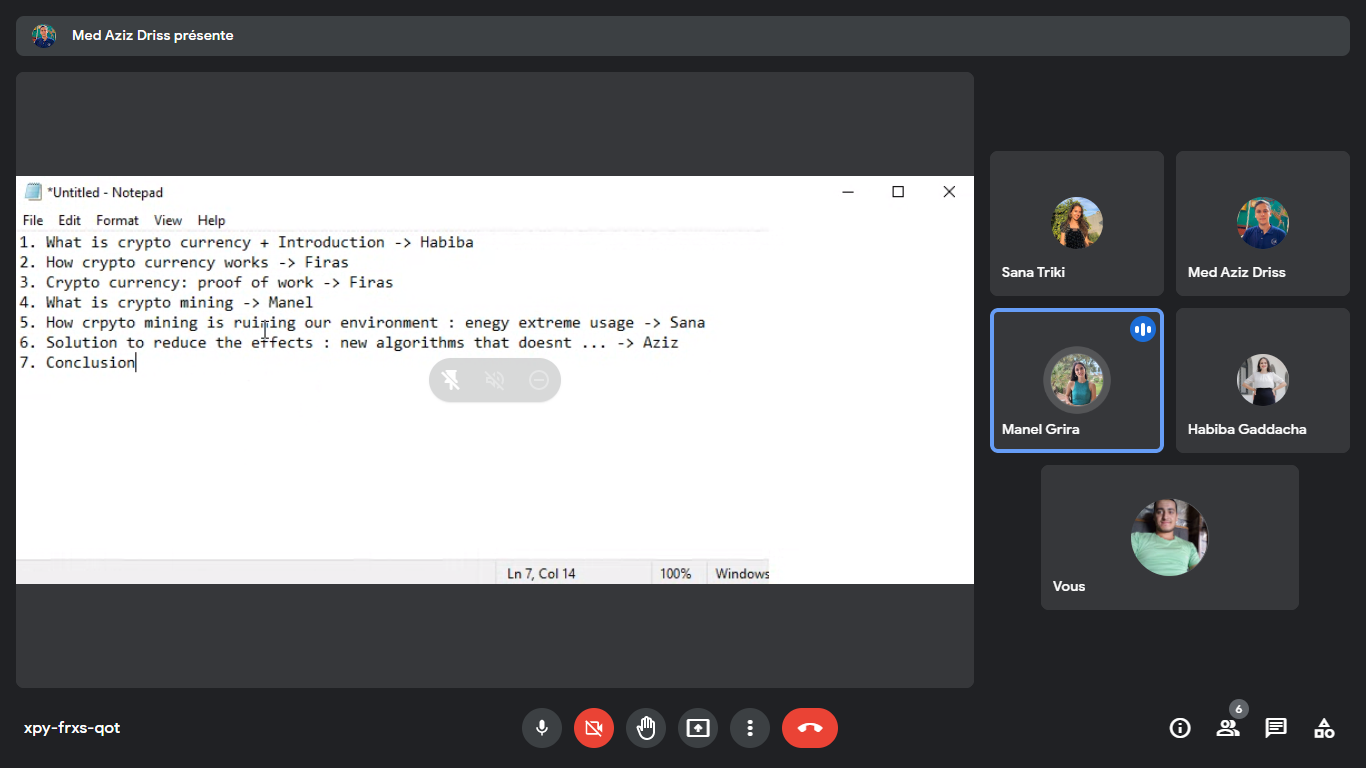 Med Aziz Driss présente
*Untitled - Notepad
File Edit Format View Help
1. What is crypto currency + Introduction -> Habiba
2. How crypto currency works -> Firas
3. Crypto currency: proof of work -> Firas
4. What is crypto mining -> Manel
5. How crpyto mining is ruining our environment : enegy extreme usage -> Sana
6. Solution to reduce the effects : new algorithms that doesnt ... -> Aziz
7. Conclusion
Ln 7, Col 14 100% Windows
Sana Triki
Med Aziz Driss
Manel Grira
Habiba Gaddacha
Vous
xpy-frxs-qot
6